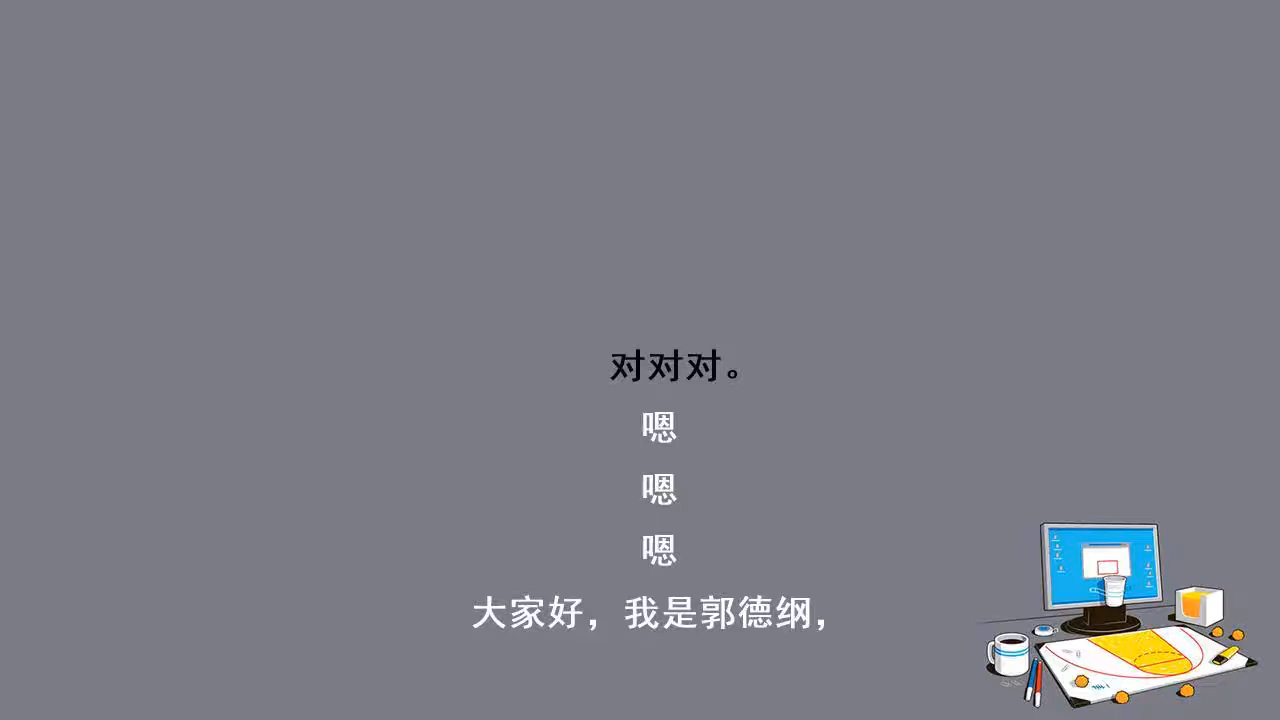 对对对。
嗯
嗯
嗯
大家好，我是郭德纲，